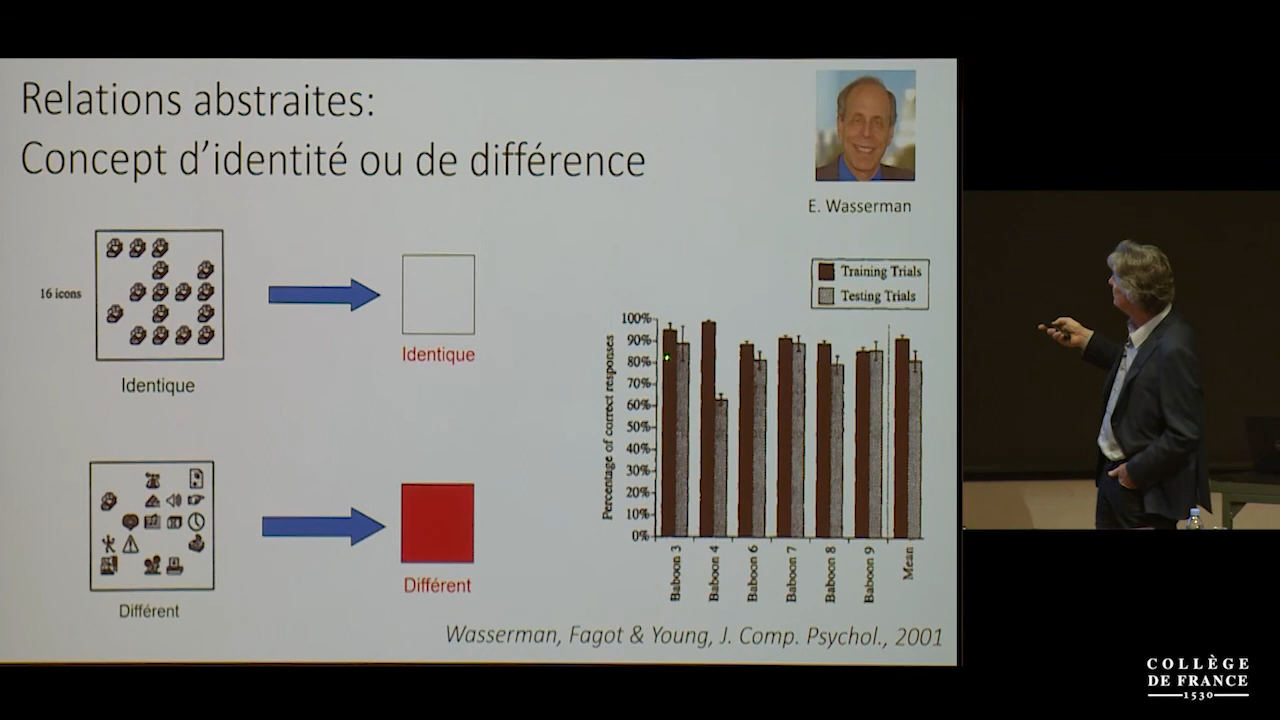 Relations abstraites:
Concept d'identité ou de différence
E. Wasserman
16 icons
Identique
Identique
Différent
Différent
Training Trials
Testing Trials
Percentage of correct responses
100%
90%
80%
70%
60%
50%
40%
30%
20%
10%
0%
Baboon 3
Baboon 4
Baboon 6
Baboon 7
Baboon 8
Baboon 9
Mean
Wasserman, Fagot & Young, J. Comp. Psychol., 2001
COLLÈGE
DE FRANCE
1530